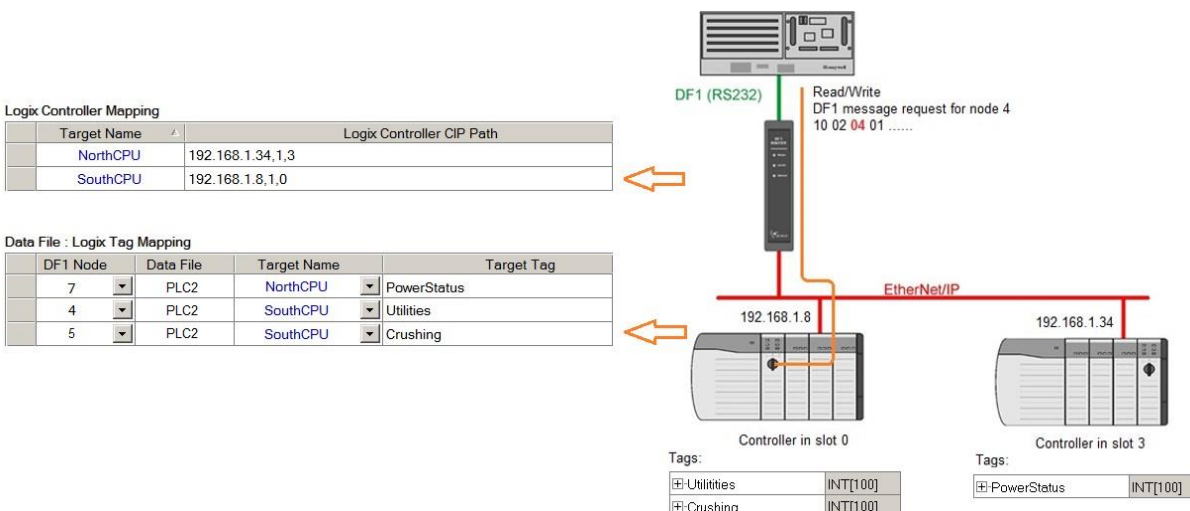 Logix Controller Mapping
Target Name
Logix Controller CIP Path
NorthCPU
192.168.1.34,1,3
SouthCPU
192.168.1.8,1,0
Data File : Logix Tag Mapping
DF1 Node
Data File
Target Name
Target Tag
7
PLC2
NorthCPU
PowerStatus
4
PLC2
SouthCPU
Utilities
5
PLC2
SouthCPU
Crushing
Honeywell
DF1 (RS232)
Read/Write
DF1 message request for node 4
10 02 04 01 ......
EtherNet/IP
192.168.1.8
192.168.1.34
Controller in slot 0
Controller in slot 3
Tags:
Utilitities
INT[100]
Crushing
INT[100]
Tags:
PowerStatus
INT[100]